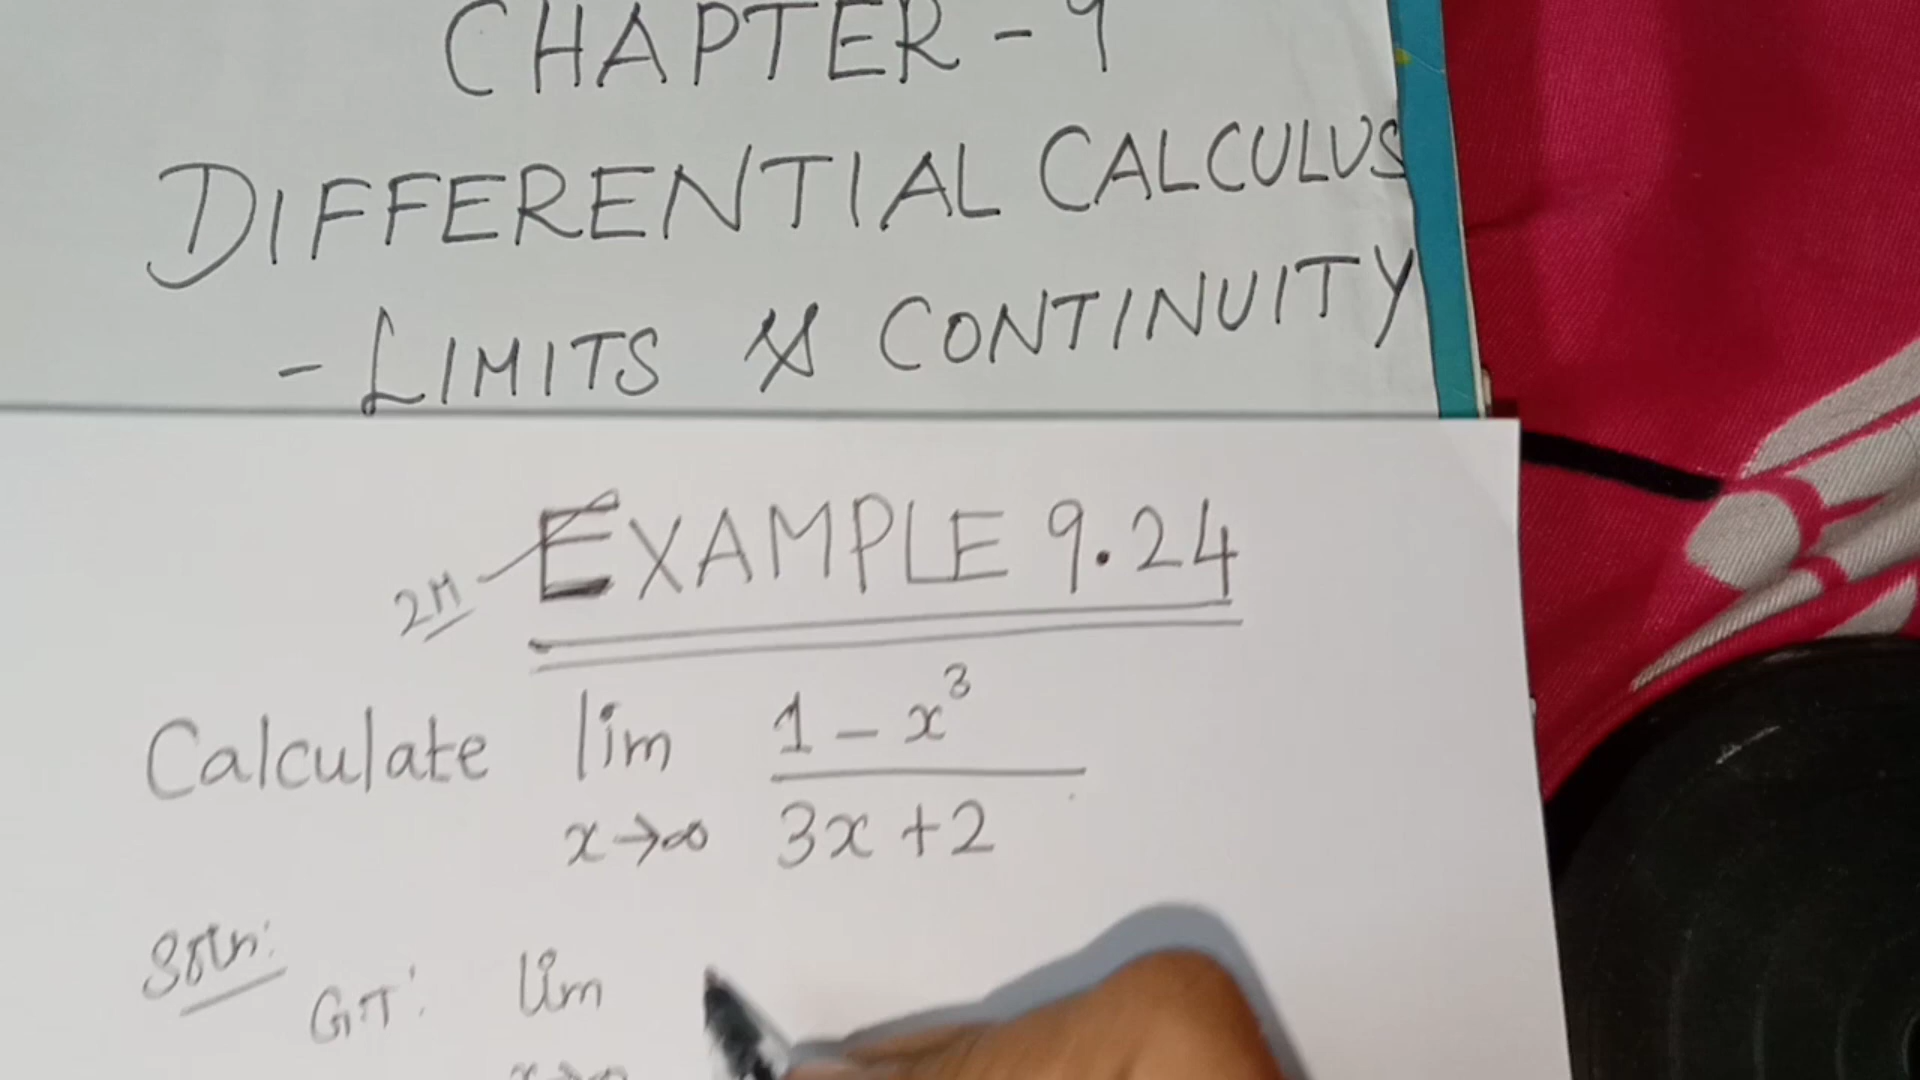 CHAPTER - 9
DIFFERENTIAL CALCULUS
- LIMITS & CONTINUITY
2M EXAMPLE 9.24
Calculate lim 1 - x³
x→∞ 3x + 2
Soln:
GT: lim